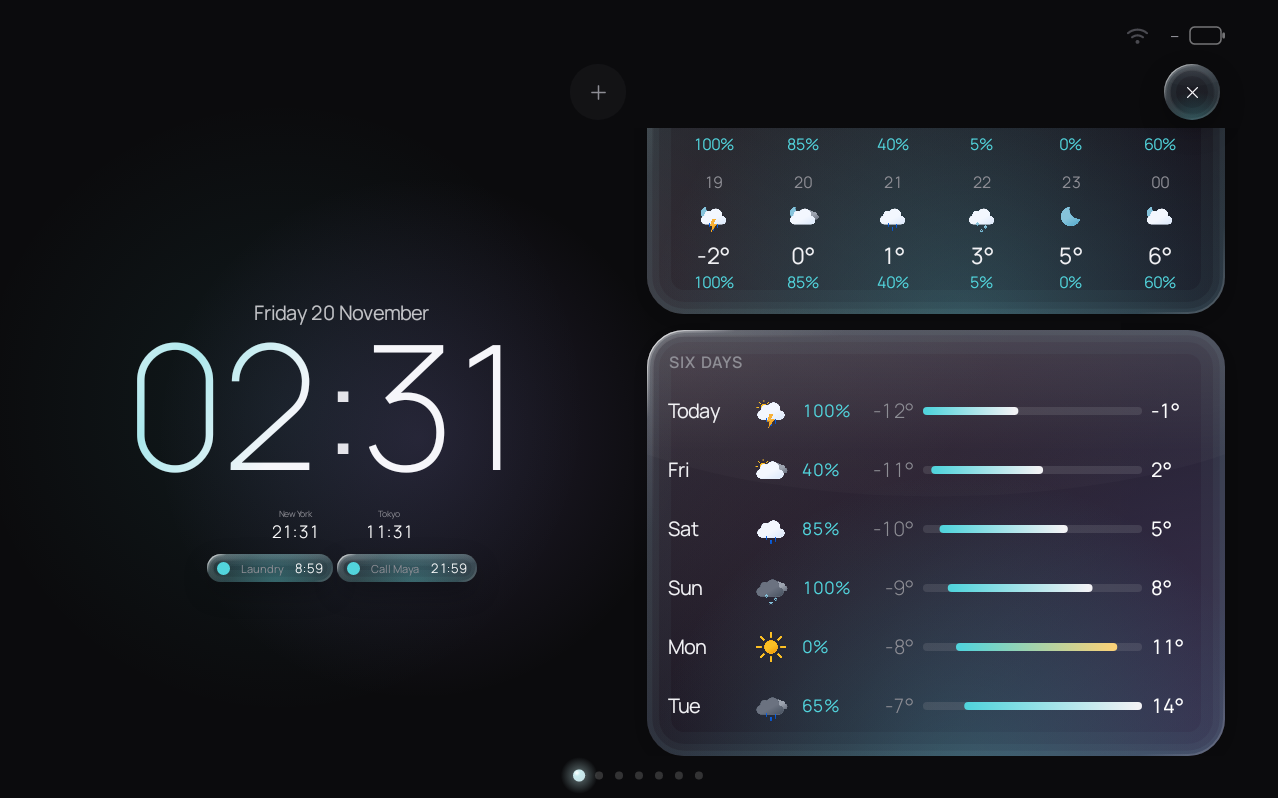 –
+
100% 85% 40% 5% 0% 60%
19 20 21 22 23 00
-2° 0° 1° 3° 5° 6°
100% 85% 40% 5% 0% 60%
Friday 20 November
02:31
New York Tokyo
21:31 11:31
Laundry 8:59 Call Maya 21:59
SIX DAYS
Today 100% -12° -1°
Fri 40% -11° 2°
Sat 85% -10° 5°
Sun 100% -9° 8°
Mon 0% -8° 11°
Tue 65% -7° 14°